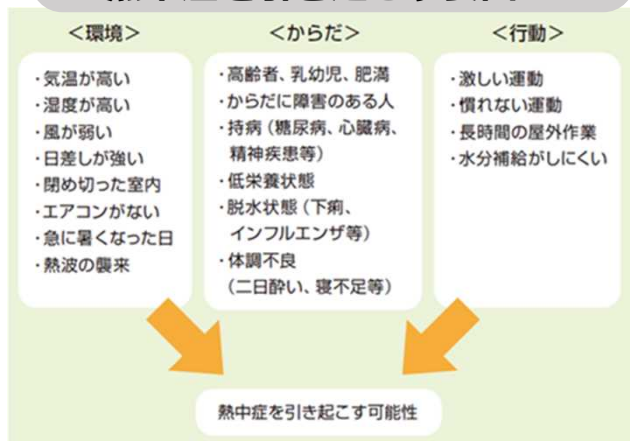 ＜環境＞
・気温が高い
・湿度が高い
・風が弱い
・日差しが強い
・閉め切った室内
・エアコンがない
・急に暑くなった日
・熱波の襲来
＜からだ＞
・高齢者、乳幼児、肥満
・からだに障害のある人
・持病（糖尿病、心臓病、
精神疾患等）
・低栄養状態
・脱水状態（下痢、
インフルエンザ等）
・体調不良
（二日酔い、寝不足等）
＜行動＞
・激しい運動
・慣れない運動
・長時間の屋外作業
・水分補給がしにくい
熱中症を引き起こす可能性